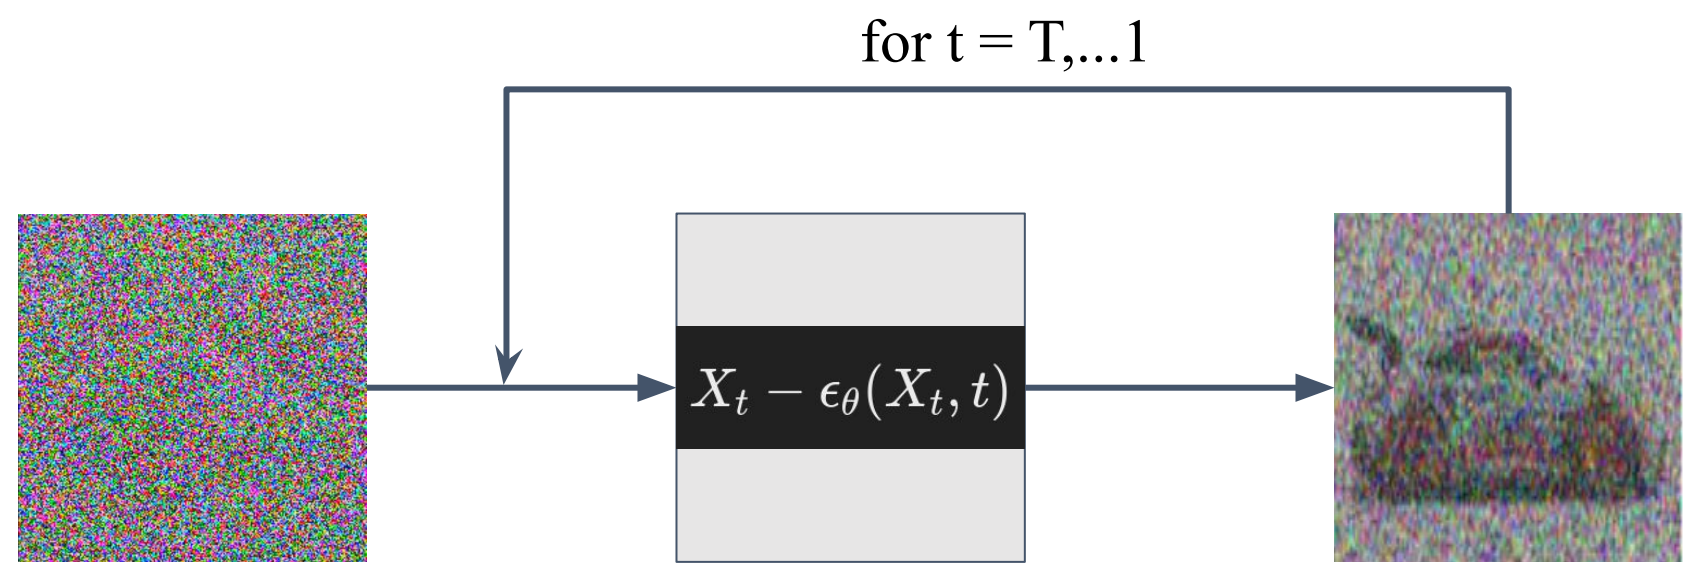 for t = T,...1
X_t − ϵ_θ(X_t, t)